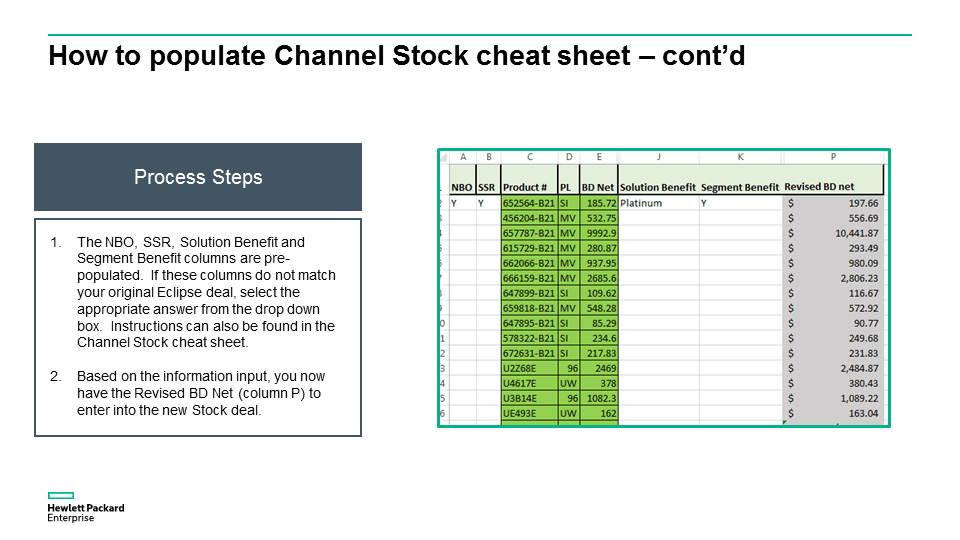 How to populate Channel Stock cheat sheet – cont'd
Process Steps
1. The NBO, SSR, Solution Benefit and
Segment Benefit columns are pre-
populated. If these columns do not match
your original Eclipse deal, select the
appropriate answer from the drop down
box. Instructions can also be found in the
Channel Stock cheat sheet.
2. Based on the information input, you now
have the Revised BD Net (column P) to
enter into the new Stock deal.
A B C D E J K P
NBO SSR Product # PL BD Net Solution Benefit Segment Benefit Revised BD net
Y Y 652564-B21 SI 185.72 Platinum Y $ 197.66
456204-B21 MV 532.75 $ 556.69
657787-B21 MV 9992.9 $ 10,441.87
615729-B21 MV 280.87 $ 293.49
662066-B21 MV 937.95 $ 980.09
666159-B21 MV 2685.6 $ 2,806.23
647899-B21 SI 109.62 $ 116.67
659818-B21 MV 548.28 $ 572.92
647895-B21 SI 85.29 $ 90.77
578322-B21 SI 234.6 $ 249.68
672631-B21 SI 217.83 $ 231.83
U2Z68E 96 2469 $ 2,484.87
U4617E UW 378 $ 380.43
U3B14E 96 1082.3 $ 1,089.22
UE493E UW 162 $ 163.04
Hewlett Packard
Enterprise